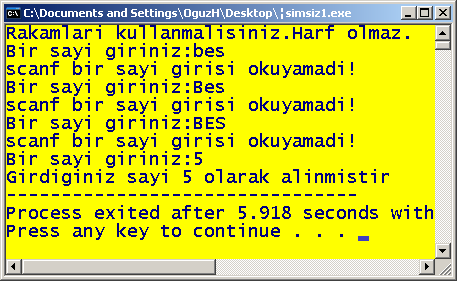 C:\Documents and Settings\OguzH\Desktop\¦simsiz1.exe
Rakamlari kullanmalisiniz.Harf olmaz.
Bir sayi giriniz:bes
scanf bir sayi girisi okuyamadi!
Bir sayi giriniz:Bes
scanf bir sayi girisi okuyamadi!
Bir sayi giriniz:BES
scanf bir sayi girisi okuyamadi!
Bir sayi giriniz:5
Girdiginiz sayi 5 olarak alinmistir
--------------------------------
Process exited after 5.918 seconds with
Press any key to continue . . .